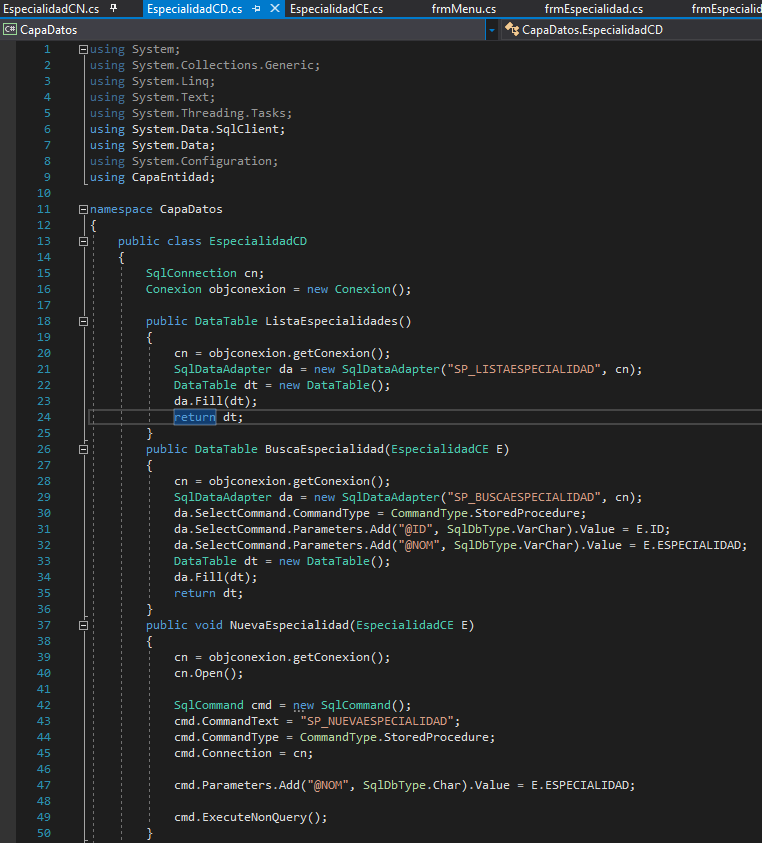 EspecialidadCN.cs EspecialidadCD.cs EspecialidadCE.cs frmMenu.cs frmEspecialidad.cs frmEspecialid
C# CapaDatos CapaDatos.EspecialidadCD
1 using System;
2 using System.Collections.Generic;
3 using System.Linq;
4 using System.Text;
5 using System.Threading.Tasks;
6 using System.Data.SqlClient;
7 using System.Data;
8 using System.Configuration;
9 using CapaEntidad;
10
11 namespace CapaDatos
12 {
13 public class EspecialidadCD
14 {
15 SqlConnection cn;
16 Conexion objconexion = new Conexion();
17
18 public DataTable ListaEspecialidades()
19 {
20 cn = objconexion.getConexion();
21 SqlDataAdapter da = new SqlDataAdapter("SP_LISTAESPECIALIDAD", cn);
22 DataTable dt = new DataTable();
23 da.Fill(dt);
24 return dt;
25 }
26 public DataTable BuscaEspecialidad(EspecialidadCE E)
27 {
28 cn = objconexion.getConexion();
29 SqlDataAdapter da = new SqlDataAdapter("SP_BUSCAESPECIALIDAD", cn);
30 da.SelectCommand.CommandType = CommandType.StoredProcedure;
31 da.SelectCommand.Parameters.Add("@ID", SqlDbType.VarChar).Value = E.ID;
32 da.SelectCommand.Parameters.Add("@NOM", SqlDbType.VarChar).Value = E.ESPECIALIDAD;
33 DataTable dt = new DataTable();
34 da.Fill(dt);
35 return dt;
36 }
37 public void NuevaEspecialidad(EspecialidadCE E)
38 {
39 cn = objconexion.getConexion();
40 cn.Open();
41
42 SqlCommand cmd = new SqlCommand();
43 cmd.CommandText = "SP_NUEVAESPECIALIDAD";
44 cmd.CommandType = CommandType.StoredProcedure;
45 cmd.Connection = cn;
46
47 cmd.Parameters.Add("@NOM", SqlDbType.Char).Value = E.ESPECIALIDAD;
48
49 cmd.ExecuteNonQuery();
50 }